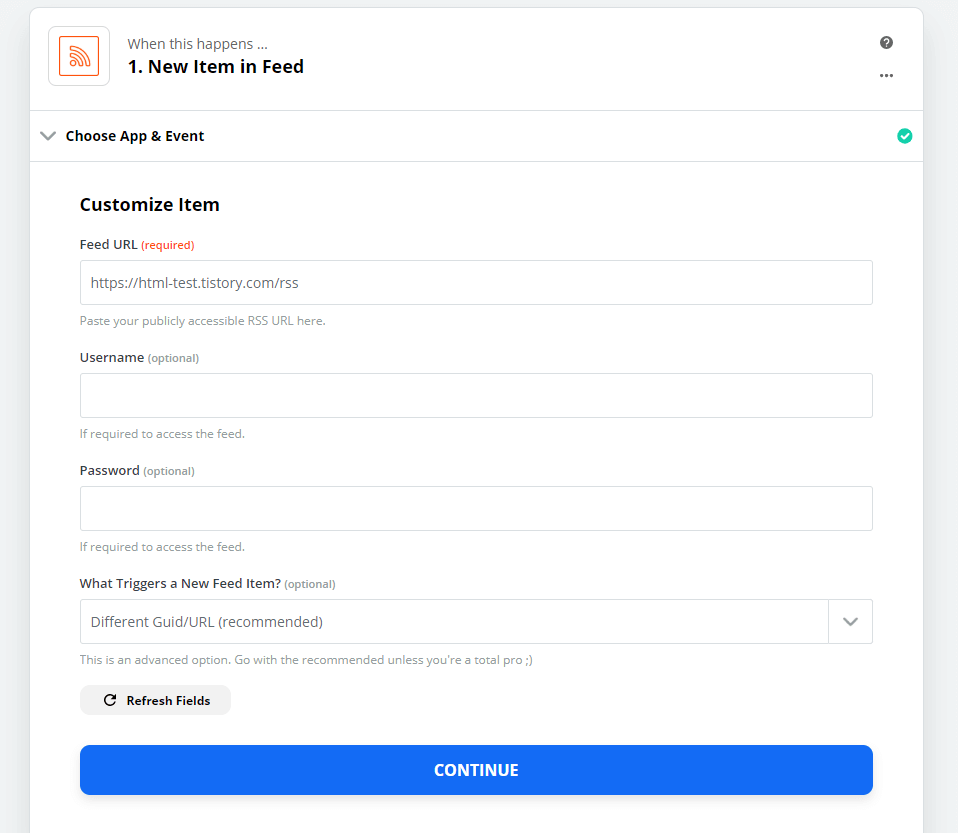 When this happens ...
1. New Item in Feed
Choose App & Event
Customize Item
Feed URL (required)
https://html-test.tistory.com/rss
Paste your publicly accessible RSS URL here.
Username (optional)
If required to access the feed.
Password (optional)
If required to access the feed.
What Triggers a New Feed Item? (optional)
Different Guid/URL (recommended)
This is an advanced option. Go with the recommended unless you're a total pro ;)
Refresh Fields
CONTINUE